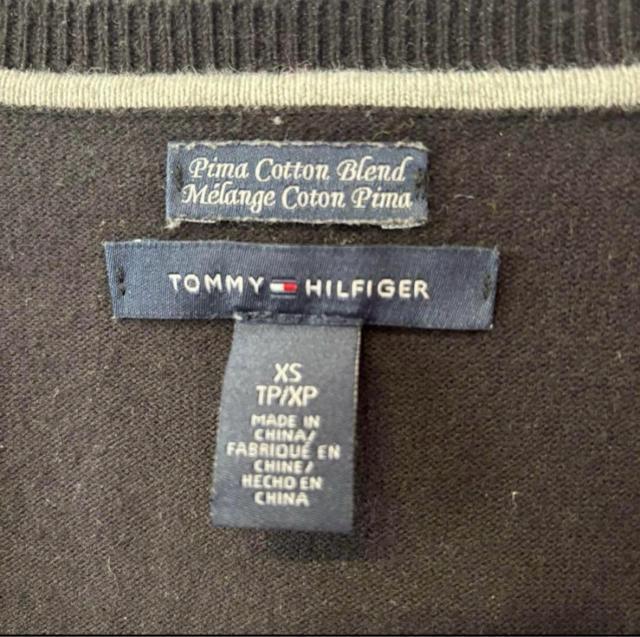 Pima Cotton Blend
Mélange Coton Pima
TOMMY HILFIGER
XS
TP/XP
MADE IN
CHINA/
FABRIQUÉ EN
CHINE/
HECHO EN
CHINA